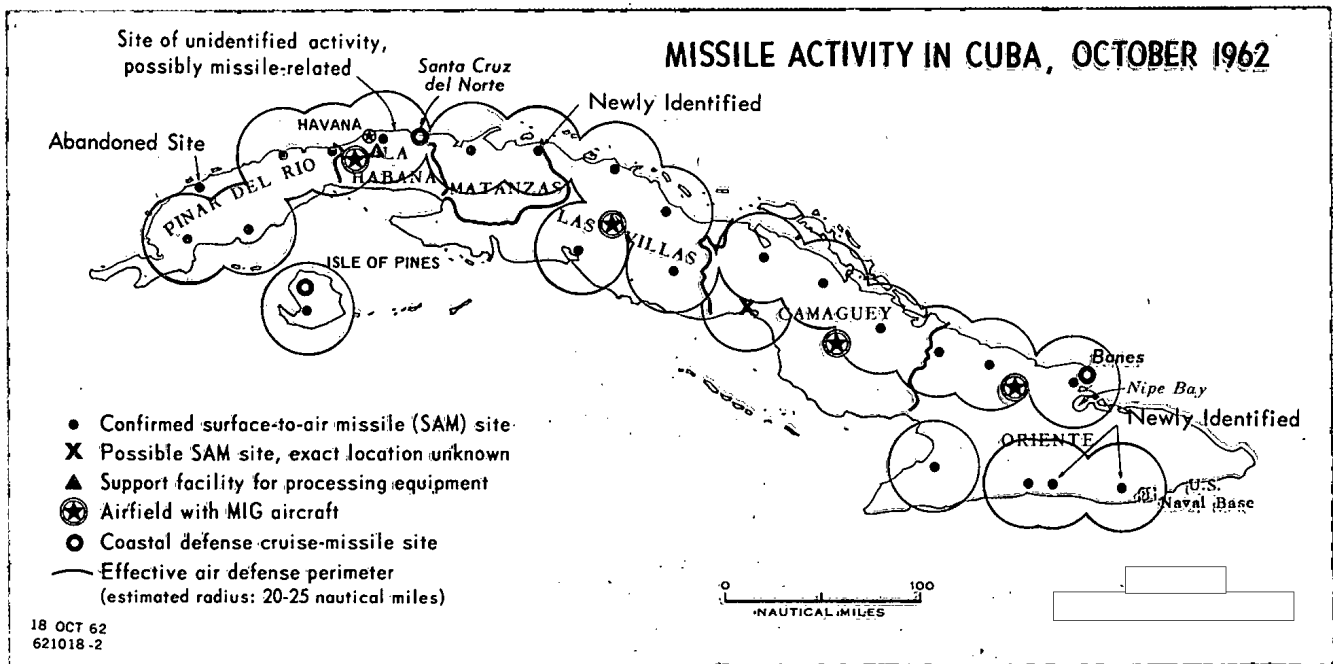 MISSILE ACTIVITY IN CUBA, OCTOBER 1962
Site of unidentified activity,
possibly missile-related
Santa Cruz
del Norte
Newly Identified
HAVANA
Abandoned Site
LA
HABANA
MATANZAS
PINAR DEL RIO
LAS VILLAS
ISLE OF PINES
CAMAGUEY
Banes
Nipe Bay
Newly Identified
ORIENTE
U.S.
Naval Base
Confirmed surface-to-air missile (SAM) site
X Possible SAM site, exact location unknown
Support facility for processing equipment
Airfield with MIG aircraft
Coastal defense cruise-missile site
Effective air defense perimeter
(estimated radius: 20-25 nautical miles)
0 100
NAUTICAL MILES
18 OCT 62
621018-2